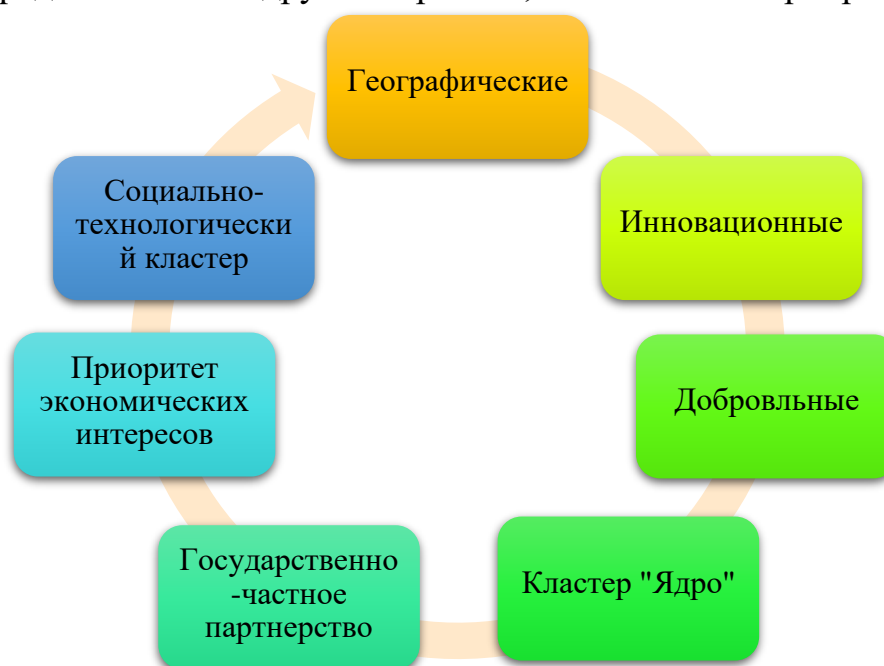 Географические
Инновационные
Добровльные
Кластер "Ядро"
Государственно
-частное
партнерство
Приоритет
экономических
интересов
Социально-
технологически
й кластер